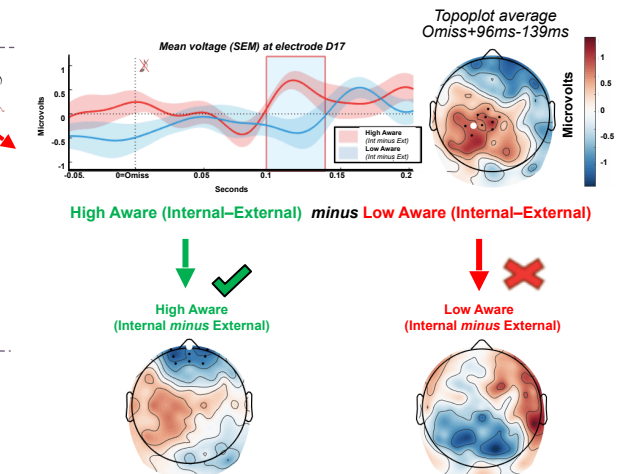 Topoplot average
Omiss+96ms-139ms
Mean voltage (SEM) at electrode D17
Microvolts
1
0.5
0
-0.5
-1
-0.05.
0=Omiss
0.05
0.1
0.15
0.2
Seconds
High Aware
(Int minus Ext)
Low Aware
(Int minus Ext)
Microvolts
1
0.5
0
-0.5
-1
High Aware (Internal–External) minus Low Aware (Internal–External)
High Aware
(Internal minus External)
Low Aware
(Internal minus External)